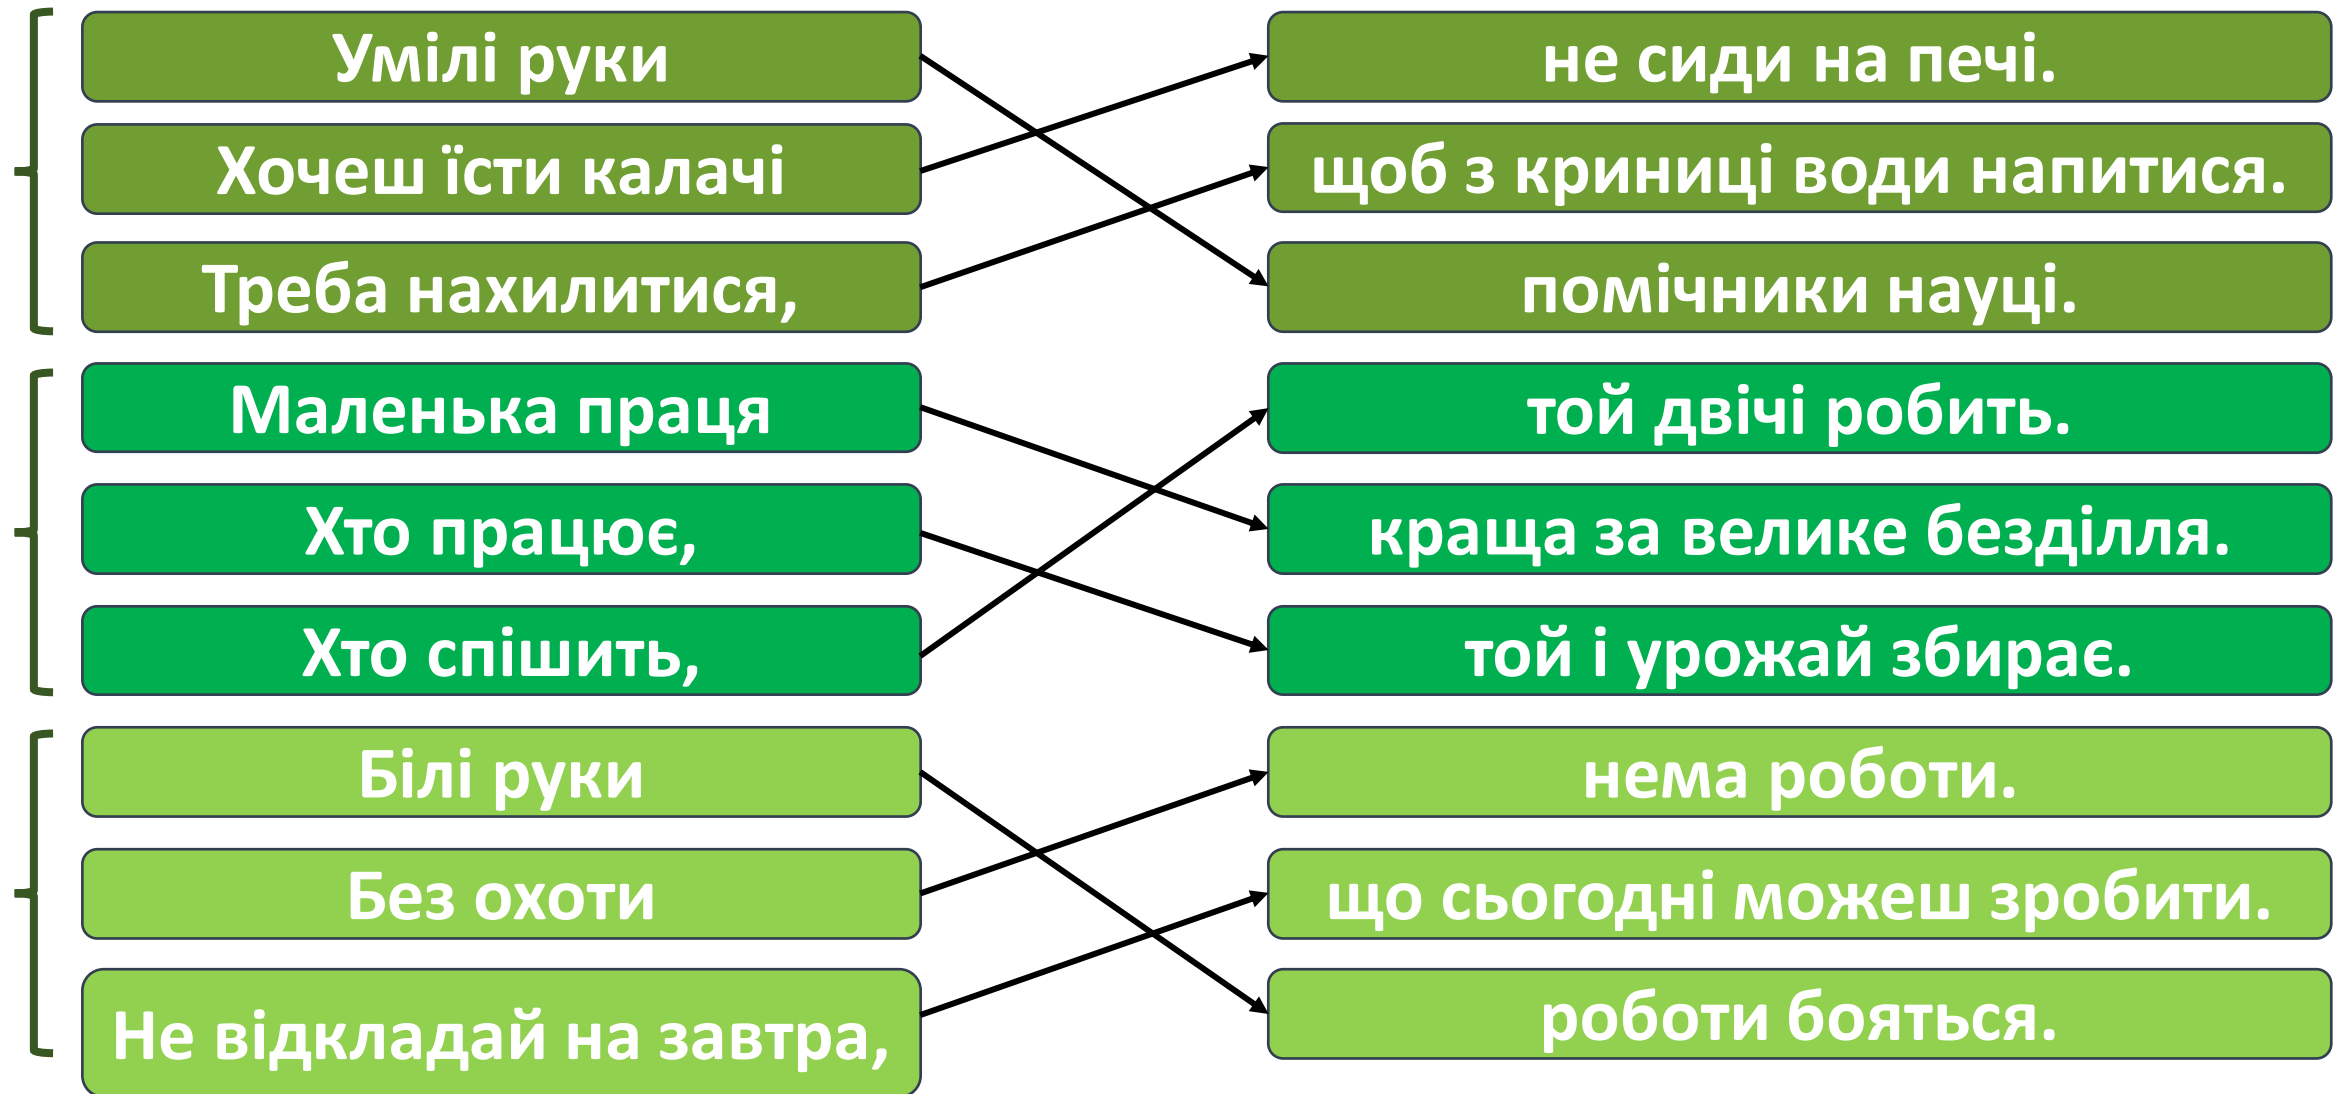 Умілі руки
не сиди на печі.
Хочеш їсти калачі
щоб з криниці води напитися.
Треба нахилитися,
помічники науці.
Маленька праця
той двічі робить.
Хто працює,
краща за велике безділля.
Хто спішить,
той і урожай збирає.
Білі руки
нема роботи.
Без охоти
що сьогодні можеш зробити.
Не відкладай на завтра,
роботи бояться.